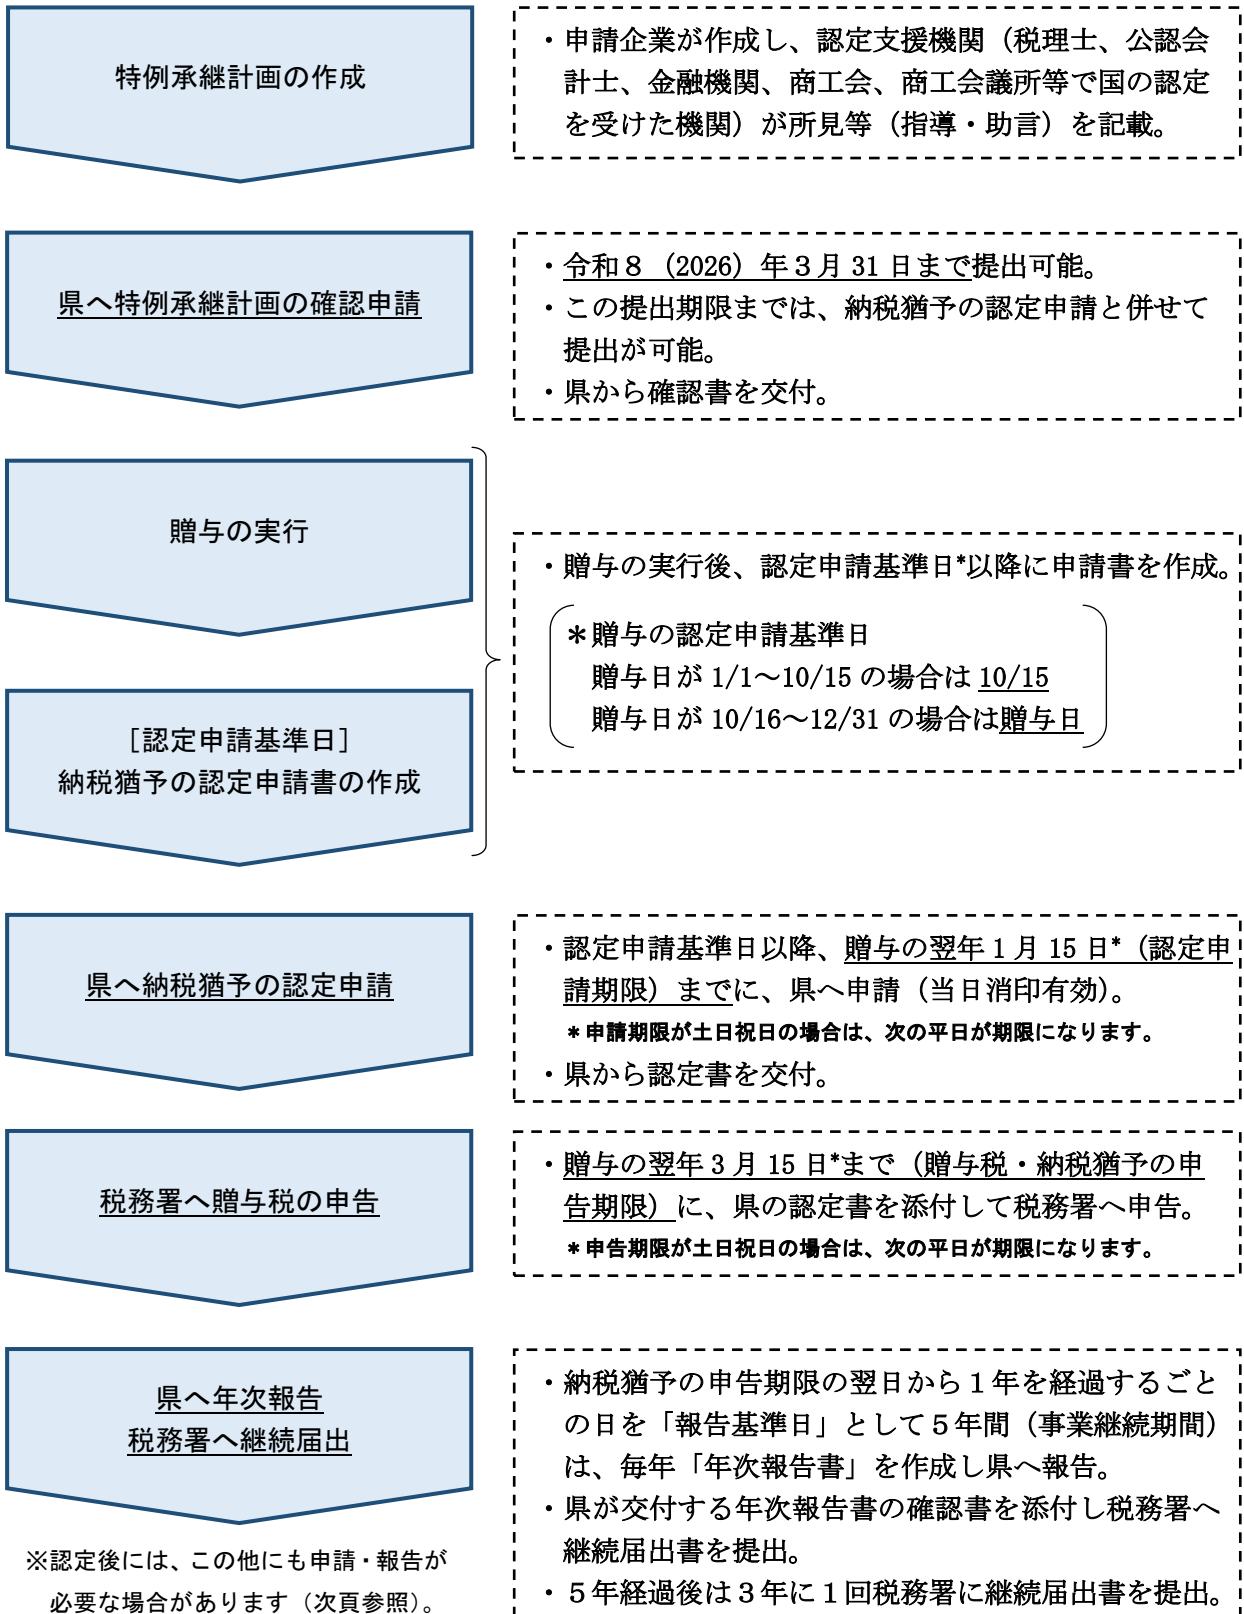 特例承継計画の作成
・申請企業が作成し、認定支援機関（税理士、公認会
計士、金融機関、商工会、商工会議所等で国の認定
を受けた機関）が所見等（指導・助言）を記載。
県へ特例承継計画の確認申請
・令和８（2026）年３月 31 日まで提出可能。
・この提出期限までは、納税猶予の認定申請と併せて
提出が可能。
・県から確認書を交付。
贈与の実行
［認定申請基準日］
納税猶予の認定申請書の作成
・贈与の実行後、認定申請基準日*以降に申請書を作成。
＊贈与の認定申請基準日
贈与日が 1/1～10/15 の場合は 10/15
贈与日が 10/16～12/31 の場合は贈与日
県へ納税猶予の認定申請
・認定申請基準日以降、贈与の翌年 1 月 15 日*（認定申
請期限）までに、県へ申請（当日消印有効）。
＊申請期限が土日祝日の場合は、次の平日が期限になります。
・県から認定書を交付。
税務署へ贈与税の申告
・贈与の翌年 3 月 15 日*まで（贈与税・納税猶予の申
告期限）に、県の認定書を添付して税務署へ申告。
＊申告期限が土日祝日の場合は、次の平日が期限になります。
県へ年次報告
税務署へ継続届出
・納税猶予の申告期限の翌日から１年を経過するごと
の日を「報告基準日」として５年間（事業継続期間）
は、毎年「年次報告書」を作成し県へ報告。
・県が交付する年次報告書の確認書を添付し税務署へ
継続届出書を提出。
・５年経過後は３年に１回税務署に継続届出書を提出。
※認定後には、この他にも申請・報告が
必要な場合があります（次頁参照）。